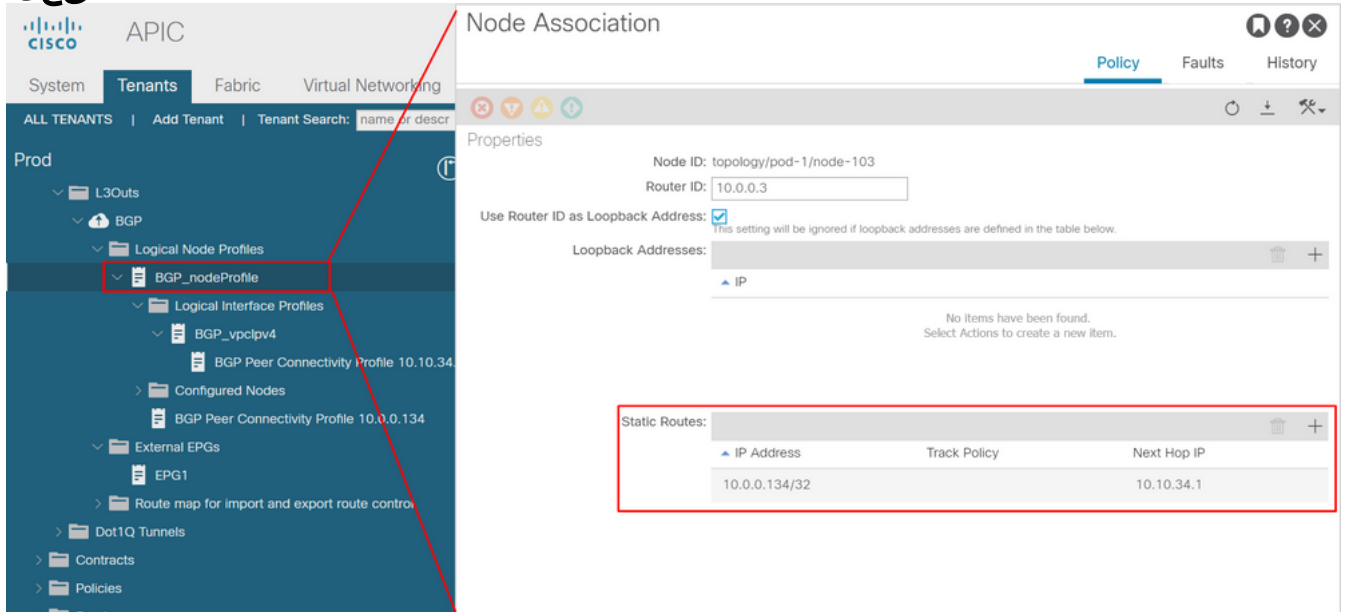 CISCO
APIC
System Tenants Fabric Virtual Networking
ALL TENANTS | Add Tenant | Tenant Search: name or descr
Prod
L3Outs
BGP
Logical Node Profiles
BGP_nodeProfile
Logical Interface Profiles
BGP_vpcIpv4
BGP Peer Connectivity Profile 10.10.34.
Configured Nodes
BGP Peer Connectivity Profile 10.0.0.134
External EPGs
EPG1
Route map for import and export route control
Dot1Q Tunnels
Contracts
Policies
Node Association
Policy Faults History
Properties
Node ID: topology/pod-1/node-103
Router ID: 10.0.0.3
Use Router ID as Loopback Address:
This setting will be ignored if loopback addresses are defined in the table below.
Loopback Addresses:
IP
No items have been found.
Select Actions to create a new item.
Static Routes:
IP Address Track Policy Next Hop IP
10.0.0.134/32 10.10.34.1